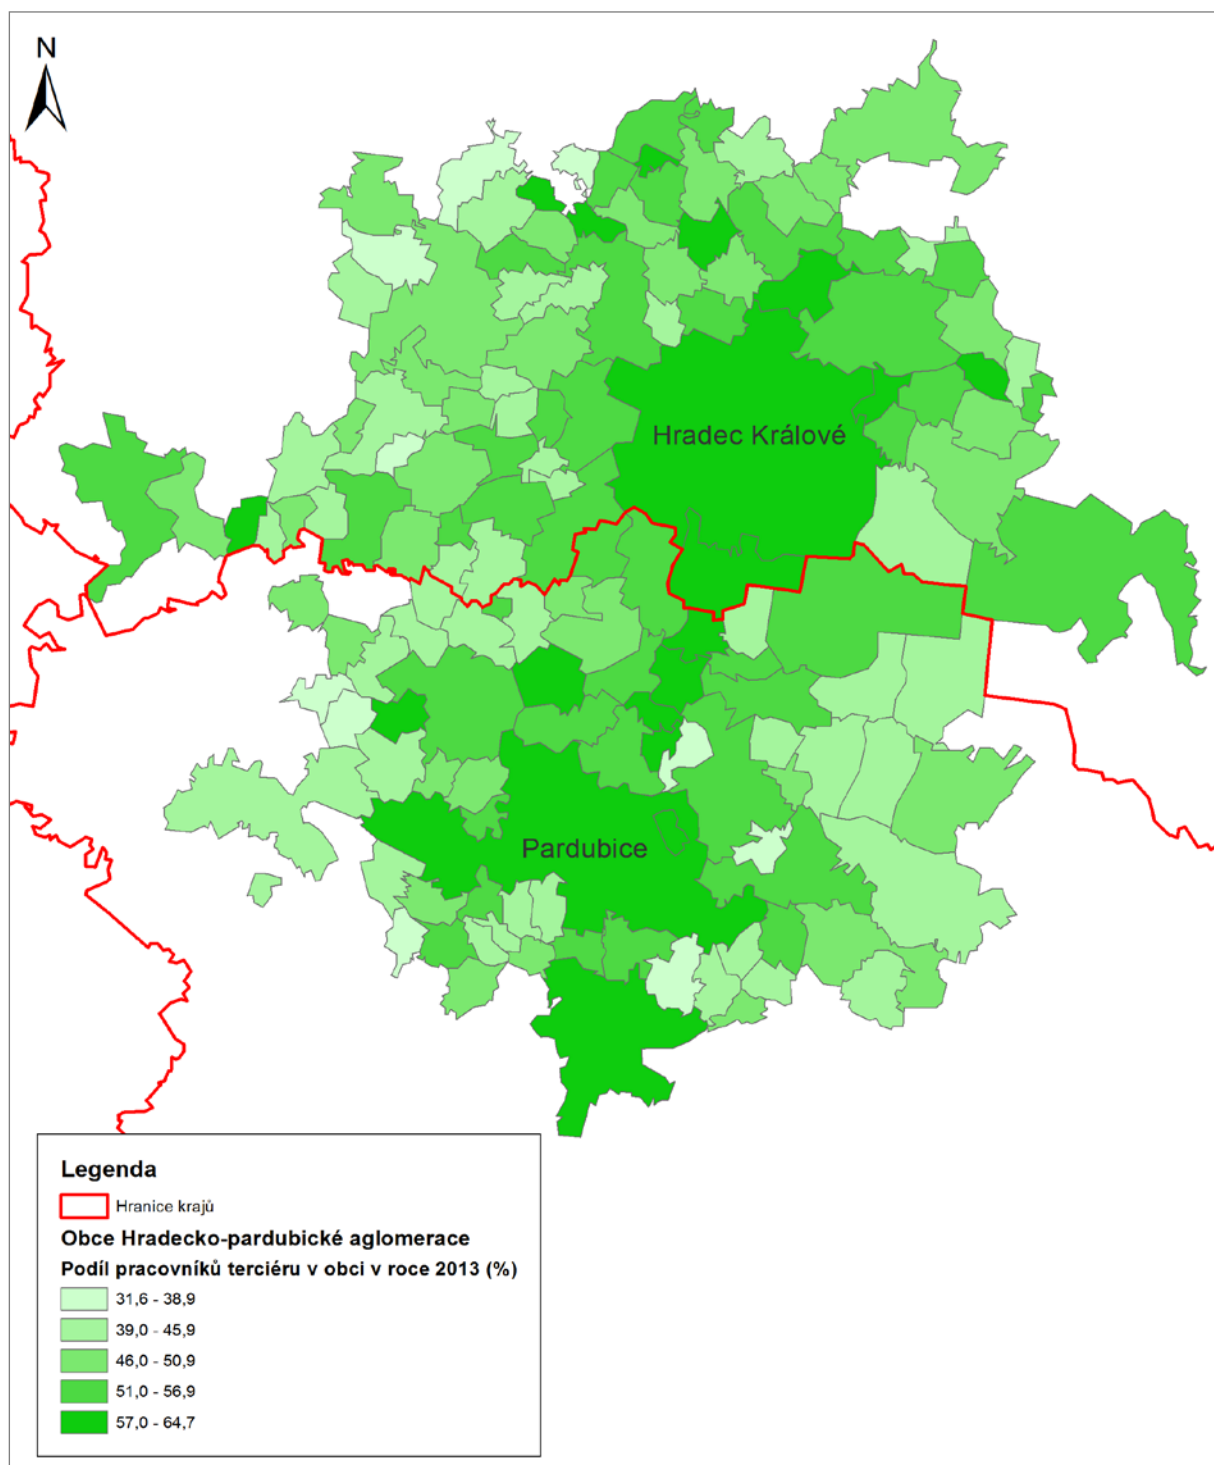 N
Hradec Králové
Pardubice
Legenda
Hranice krajů
Obce Hradecko-pardubické aglomerace
Podíl pracovníků terciéru v obci v roce 2013 (%)
31,6 - 38,9
39,0 - 45,9
46,0 - 50,9
51,0 - 56,9
57,0 - 64,7